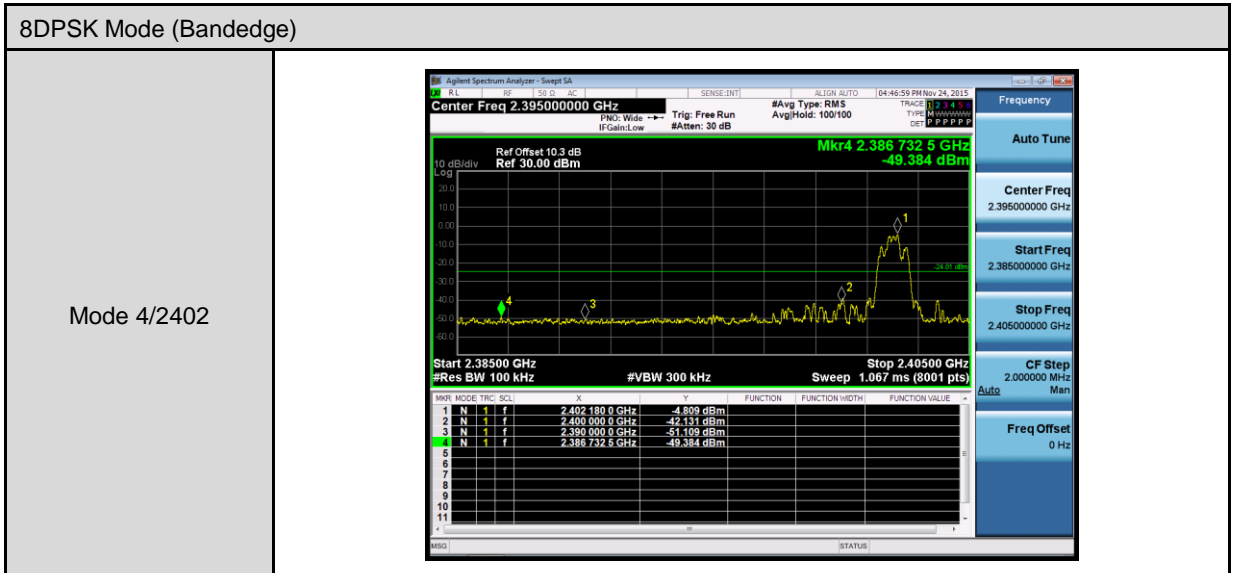 8DPSK Mode (Bandedge)
Mode 4/2402
Agilent Spectrum Analyzer - Swept SA
RL RF 50 Ω AC SENSE:INT ALIGN AUTO 04:46:59 PM Nov 24, 2015
Center Freq 2.395000000 GHz
PNO: Wide
IFGain:Low
Trig: Free Run
#Atten: 30 dB
#Avg Type: RMS
Avg|Hold: 100/100
TRACE 1 2 3 4 5 6
TYPE M W W W W W
DET P P P P P P
Mkr4 2.386 732 5 GHz
-49.384 dBm
Ref Offset 10.3 dB
10 dB/div Ref 30.00 dBm
Log
20.0
10.0
0.00
-10.0
-20.0
-30.0
-40.0
-50.0
-60.0
1
2
3
4
-24.81 dBm
Start 2.38500 GHz Stop 2.40500 GHz
#Res BW 100 kHz #VBW 300 kHz Sweep 1.067 ms (8001 pts)
MKR MODE TRC SCL X Y FUNCTION FUNCTION WIDTH FUNCTION VALUE
1 N 1 f 2.402 180 0 GHz -4.809 dBm
2 N 1 f 2.400 000 0 GHz -42.131 dBm
3 N 1 f 2.390 000 0 GHz -51.109 dBm
4 N 1 f 2.386 732 5 GHz -49.384 dBm
5
6
7
8
9
10
11
MSG STATUS
Frequency
Auto Tune
Center Freq
2.395000000 GHz
Start Freq
2.385000000 GHz
Stop Freq
2.405000000 GHz
CF Step
2.000000 MHz
Auto Man
Freq Offset
0 Hz